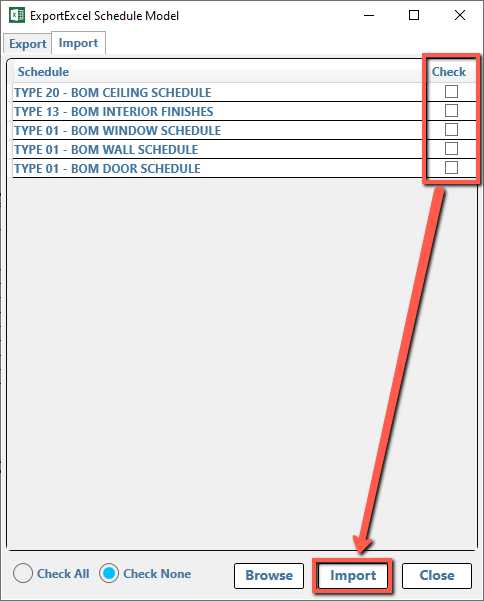 ExportExcel Schedule Model
Export Import
Schedule Check
TYPE 20 - BOM CEILING SCHEDULE
TYPE 13 - BOM INTERIOR FINISHES
TYPE 01 - BOM WINDOW SCHEDULE
TYPE 01 - BOM WALL SCHEDULE
TYPE 01 - BOM DOOR SCHEDULE
Check All Check None Browse Import Close